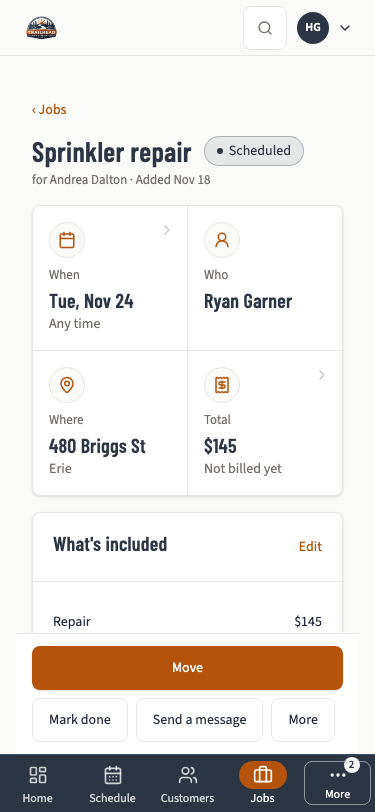 TRAILHEAD
HG
‹ Jobs
Sprinkler repair
Scheduled
for Andrea Dalton · Added Nov 18
When
Tue, Nov 24
Any time
Who
Ryan Garner
Where
480 Briggs St
Erie
Total
$145
Not billed yet
What's included
Edit
Repair $145
Move
Mark done
Send a message
More
Home
Schedule
Customers
Jobs
2
More